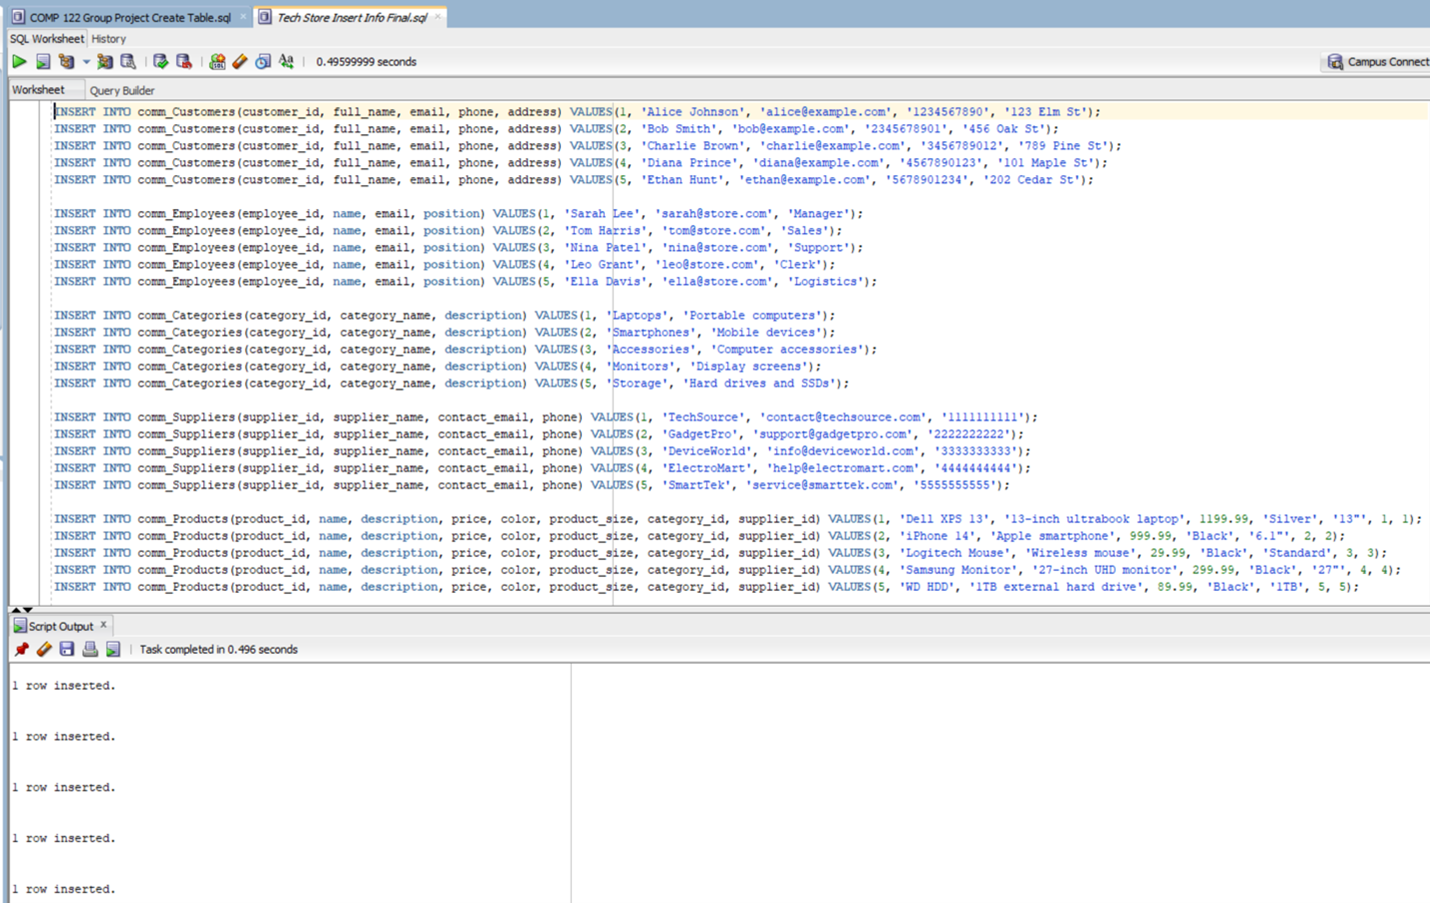 COMP 122 Group Project Create Table.sql
Tech Store Insert Info Final.sql
SQL Worksheet History
0.49599999 seconds
Campus Connect
Worksheet Query Builder
INSERT INTO comm_Customers(customer_id, full_name, email, phone, address) VALUES(1, 'Alice Johnson', 'alice@example.com', '1234567890', '123 Elm St');
INSERT INTO comm_Customers(customer_id, full_name, email, phone, address) VALUES(2, 'Bob Smith', 'bob@example.com', '2345678901', '456 Oak St');
INSERT INTO comm_Customers(customer_id, full_name, email, phone, address) VALUES(3, 'Charlie Brown', 'charlie@example.com', '3456789012', '789 Pine St');
INSERT INTO comm_Customers(customer_id, full_name, email, phone, address) VALUES(4, 'Diana Prince', 'diana@example.com', '4567890123', '101 Maple St');
INSERT INTO comm_Customers(customer_id, full_name, email, phone, address) VALUES(5, 'Ethan Hunt', 'ethan@example.com', '5678901234', '202 Cedar St');
INSERT INTO comm_Employees(employee_id, name, email, position) VALUES(1, 'Sarah Lee', 'sarah@store.com', 'Manager');
INSERT INTO comm_Employees(employee_id, name, email, position) VALUES(2, 'Tom Harris', 'tom@store.com', 'Sales');
INSERT INTO comm_Employees(employee_id, name, email, position) VALUES(3, 'Nina Patel', 'nina@store.com', 'Support');
INSERT INTO comm_Employees(employee_id, name, email, position) VALUES(4, 'Leo Grant', 'leo@store.com', 'Clerk');
INSERT INTO comm_Employees(employee_id, name, email, position) VALUES(5, 'Ella Davis', 'ella@store.com', 'Logistics');
INSERT INTO comm_Categories(category_id, category_name, description) VALUES(1, 'Laptops', 'Portable computers');
INSERT INTO comm_Categories(category_id, category_name, description) VALUES(2, 'Smartphones', 'Mobile devices');
INSERT INTO comm_Categories(category_id, category_name, description) VALUES(3, 'Accessories', 'Computer accessories');
INSERT INTO comm_Categories(category_id, category_name, description) VALUES(4, 'Monitors', 'Display screens');
INSERT INTO comm_Categories(category_id, category_name, description) VALUES(5, 'Storage', 'Hard drives and SSDs');
INSERT INTO comm_Suppliers(supplier_id, supplier_name, contact_email, phone) VALUES(1, 'TechSource', 'contact@techsource.com', '1111111111');
INSERT INTO comm_Suppliers(supplier_id, supplier_name, contact_email, phone) VALUES(2, 'GadgetPro', 'support@gadgetpro.com', '2222222222');
INSERT INTO comm_Suppliers(supplier_id, supplier_name, contact_email, phone) VALUES(3, 'DeviceWorld', 'info@deviceworld.com', '3333333333');
INSERT INTO comm_Suppliers(supplier_id, supplier_name, contact_email, phone) VALUES(4, 'ElectroMart', 'help@electromart.com', '4444444444');
INSERT INTO comm_Suppliers(supplier_id, supplier_name, contact_email, phone) VALUES(5, 'SmartTek', 'service@smarttek.com', '5555555555');
INSERT INTO comm_Products(product_id, name, description, price, color, product_size, category_id, supplier_id) VALUES(1, 'Dell XPS 13', '13-inch ultrabook laptop', 1199.99, 'Silver', '13"', 1, 1);
INSERT INTO comm_Products(product_id, name, description, price, color, product_size, category_id, supplier_id) VALUES(2, 'iPhone 14', 'Apple smartphone', 999.99, 'Black', '6.1"', 2, 2);
INSERT INTO comm_Products(product_id, name, description, price, color, product_size, category_id, supplier_id) VALUES(3, 'Logitech Mouse', 'Wireless mouse', 29.99, 'Black', 'Standard', 3, 3);
INSERT INTO comm_Products(product_id, name, description, price, color, product_size, category_id, supplier_id) VALUES(4, 'Samsung Monitor', '27-inch UHD monitor', 299.99, 'Black', '27"', 4, 4);
INSERT INTO comm_Products(product_id, name, description, price, color, product_size, category_id, supplier_id) VALUES(5, 'WD HDD', '1TB external hard drive', 89.99, 'Black', '1TB', 5, 5);
Script Output
Task completed in 0.496 seconds
1 row inserted.
1 row inserted.
1 row inserted.
1 row inserted.
1 row inserted.